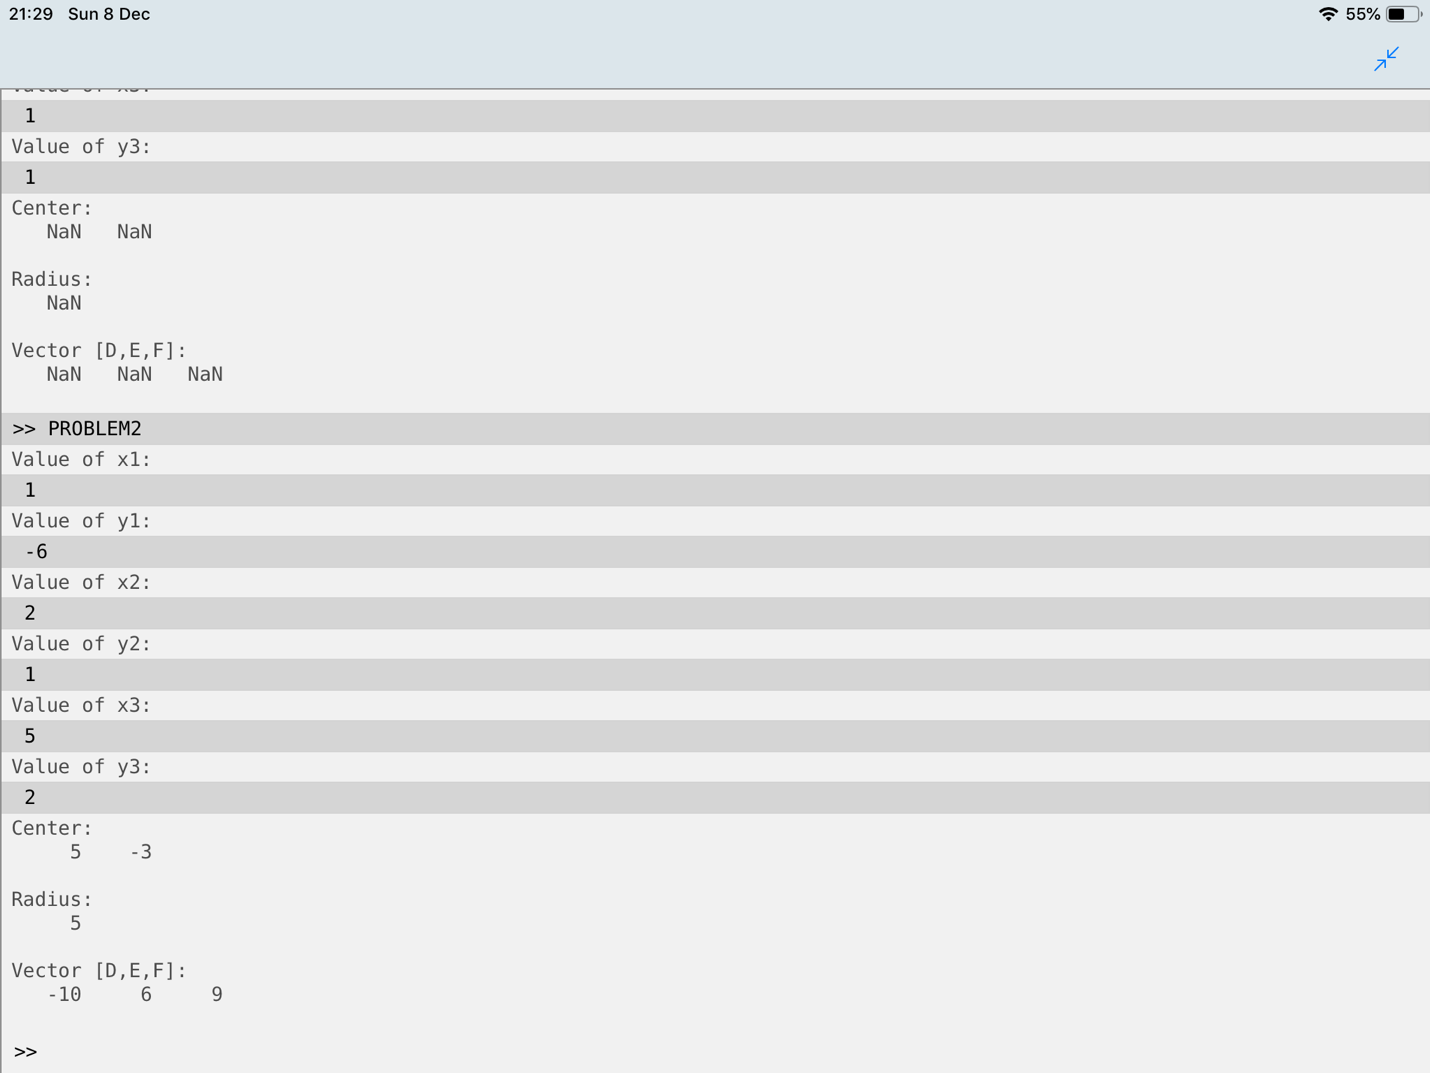 21:29 Sun 8 Dec
55%
1
Value of y3:
1
Center:
NaN NaN
Radius:
NaN
Vector [D,E,F]:
NaN NaN NaN
>> PROBLEM2
Value of x1:
1
Value of y1:
-6
Value of x2:
2
Value of y2:
1
Value of x3:
5
Value of y3:
2
Center:
5 -3
Radius:
5
Vector [D,E,F]:
-10 6 9
>>